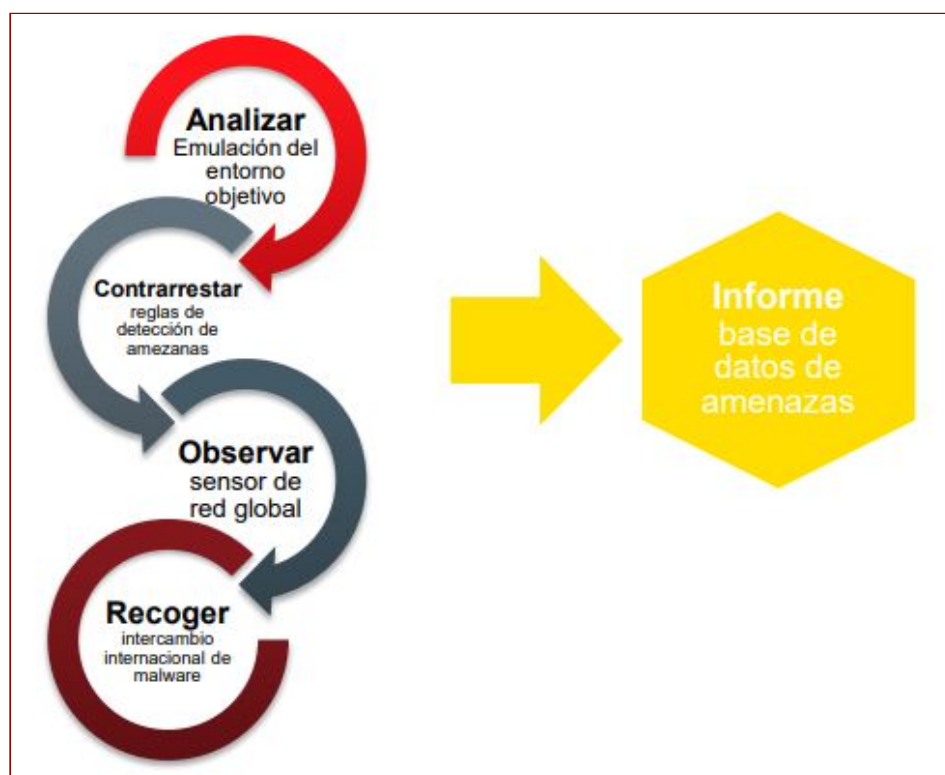 Analizar
Emulación del
entorno
objetivo
Contrarrestar
reglas de
detección de
amezanas
Observar
sensor de
red global
Recoger
intercambio
internacional de
malware
Informe
base de
datos de
amenazas